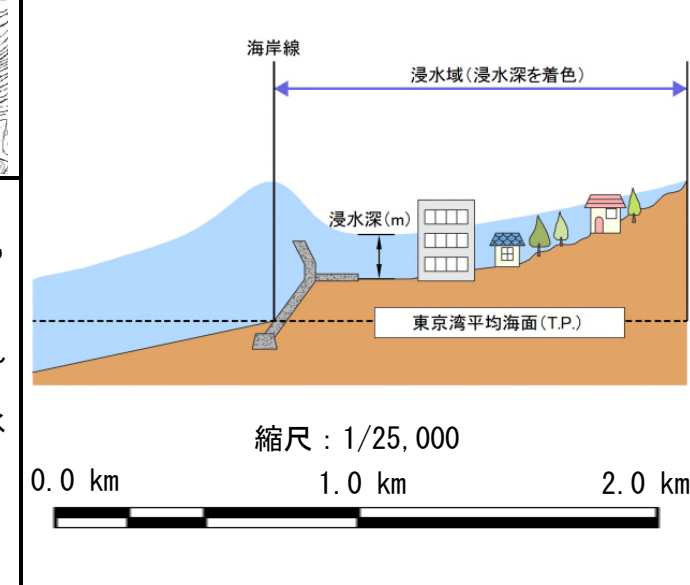 海岸線
浸水域(浸水深を着色)
浸水深(m)
東京湾平均海面(T.P.)
縮尺：1/25,000
0.0 km 1.0 km 2.0 km